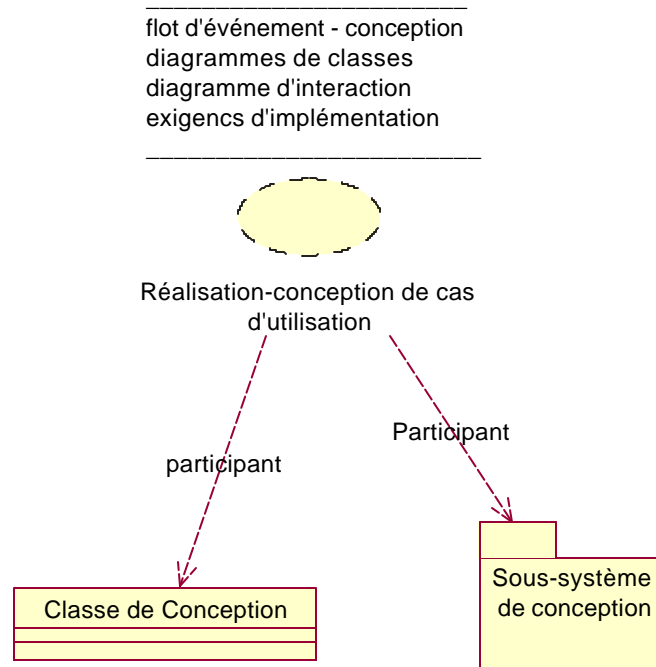 flot d'événement - conception
diagrammes de classes
diagramme d'interaction
exigencs d'implémentation
Réalisation-conception de cas
d'utilisation
Participant
participant
Classe de Conception
Sous-système
de conception